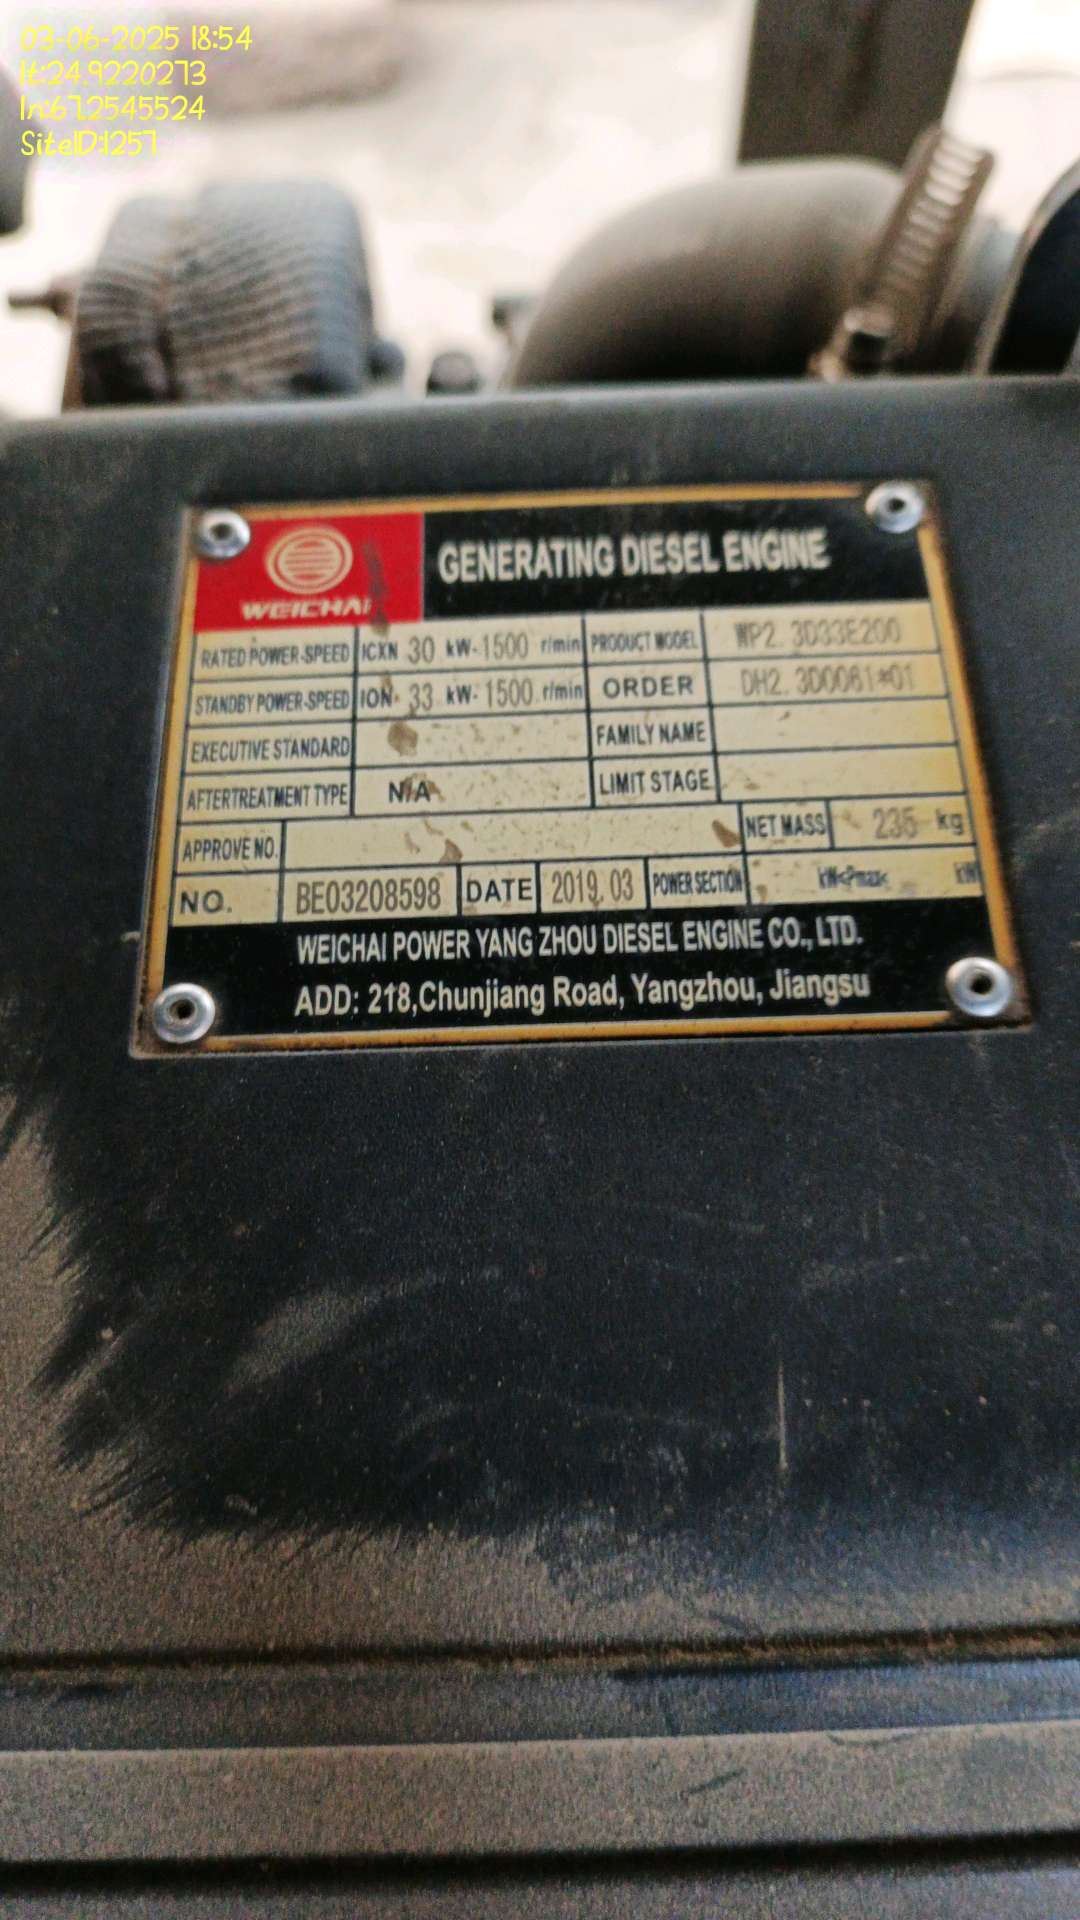 03-06-2025 18:54
lt:24.9220273
ln:67.2545524
SiteID:1257
WEICHAI
GENERATING DIESEL ENGINE
RATED POWER-SPEED ICXN 30 kW-1500 r/min PRODUCT MODEL WP2.3D33E200
STANDBY POWER-SPEED ION- 33 kW-1500 r/min ORDER DH2.3D0081*01
EXECUTIVE STANDARD FAMILY NAME
AFTERTREATMENT TYPE N/A LIMIT STAGE
APPROVE NO. NET MASS 235 kg
NO. BE03208598 DATE 2019.03 POWER SECTION kW<Pmax≤ kW
WEICHAI POWER YANG ZHOU DIESEL ENGINE CO., LTD.
ADD: 218,Chunjiang Road, Yangzhou, Jiangsu